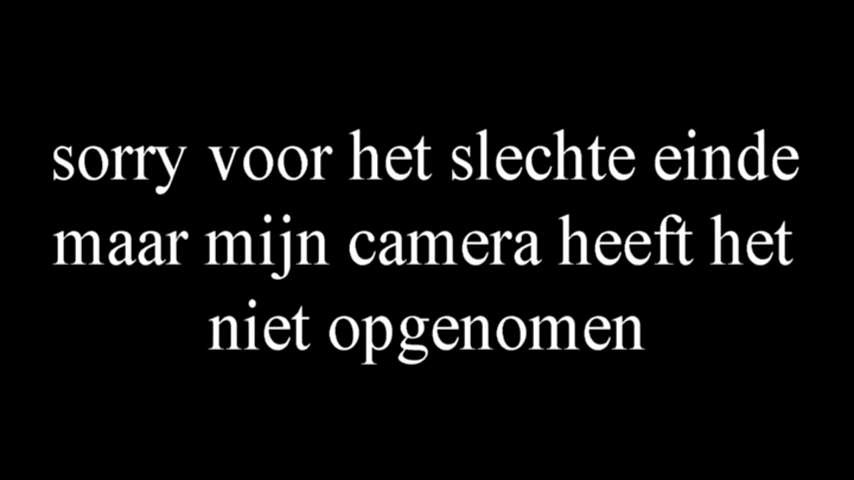 sorry voor het slechte einde
maar mijn camera heeft het
niet opgenomen